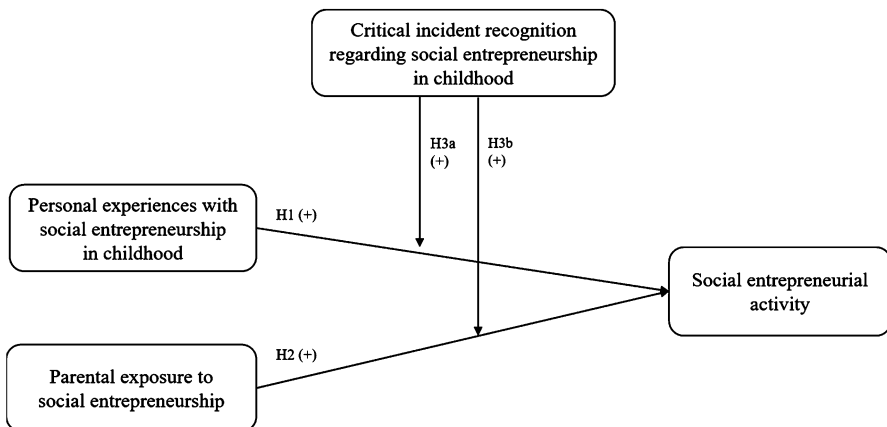 Critical incident recognition
regarding social entrepreneurship
in childhood
H3a
(+)
H3b
(+)
Personal experiences with
social entrepreneurship
in childhood
H1 (+)
Social entrepreneurial
activity
H2 (+)
Parental exposure to
social entrepreneurship